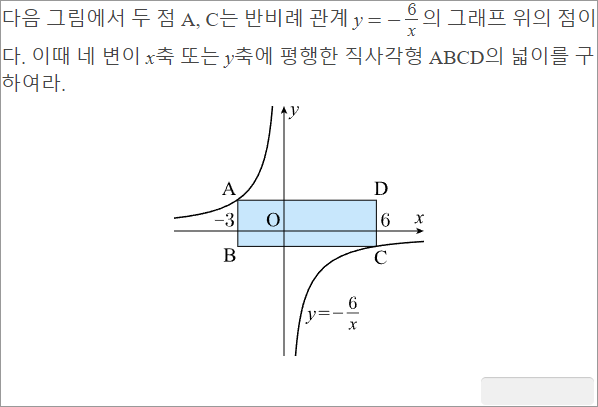 다음 그림에서 두 점 A, C는 반비례 관계 y = − 6/x 의 그래프 위의 점이
다. 이때 네 변이 x축 또는 y축에 평행한 직사각형 ABCD의 넓이를 구
하여라.
y
A D
−3 O 6 x
B C
y=− 6/x